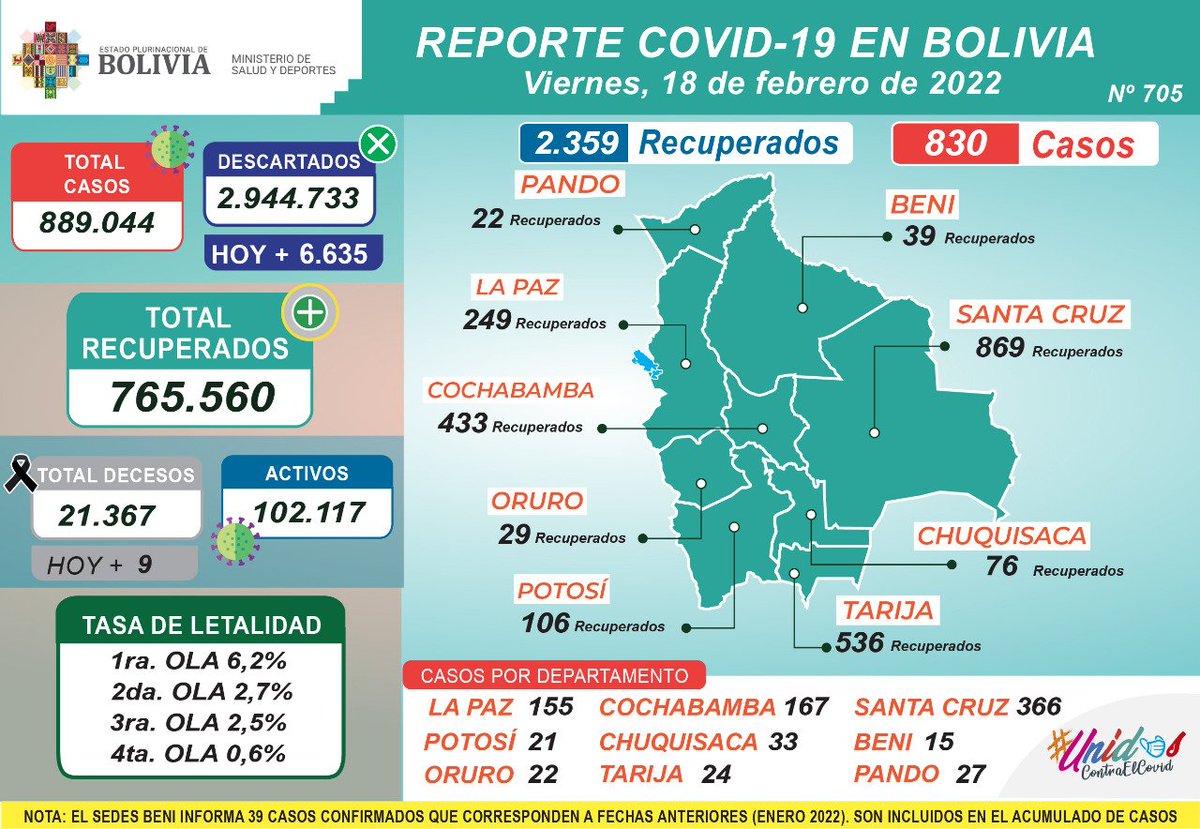 ESTADO PLURINACIONAL DE
BOLIVIA
MINISTERIO DE
SALUD Y DEPORTES
REPORTE COVID-19 EN BOLIVIA
Viernes, 18 de febrero de 2022
Nº 705
TOTAL
CASOS
889.044
DESCARTADOS
2.944.733
HOY + 6.635
TOTAL
RECUPERADOS
765.560
TOTAL DECESOS
21.367
HOY + 9
ACTIVOS
102.117
TASA DE LETALIDAD
1ra. OLA 6,2%
2da. OLA 2,7%
3ra. OLA 2,5%
4ta. OLA 0,6%
2.359 Recuperados
830 Casos
PANDO
22 Recuperados
BENI
39 Recuperados
LA PAZ
249 Recuperados
SANTA CRUZ
869 Recuperados
COCHABAMBA
433 Recuperados
ORURO
29 Recuperados
CHUQUISACA
76 Recuperados
POTOSÍ
106 Recuperados
TARIJA
536 Recuperados
CASOS POR DEPARTAMENTO
LA PAZ 155 COCHABAMBA 167 SANTA CRUZ 366
POTOSÍ 21 CHUQUISACA 33 BENI 15
ORURO 22 TARIJA 24 PANDO 27
#Unidos
ContraElCovid
NOTA: EL SEDES BENI INFORMA 39 CASOS CONFIRMADOS QUE CORRESPONDEN A FECHAS ANTERIORES (ENERO 2022). SON INCLUIDOS EN EL ACUMULADO DE CASOS